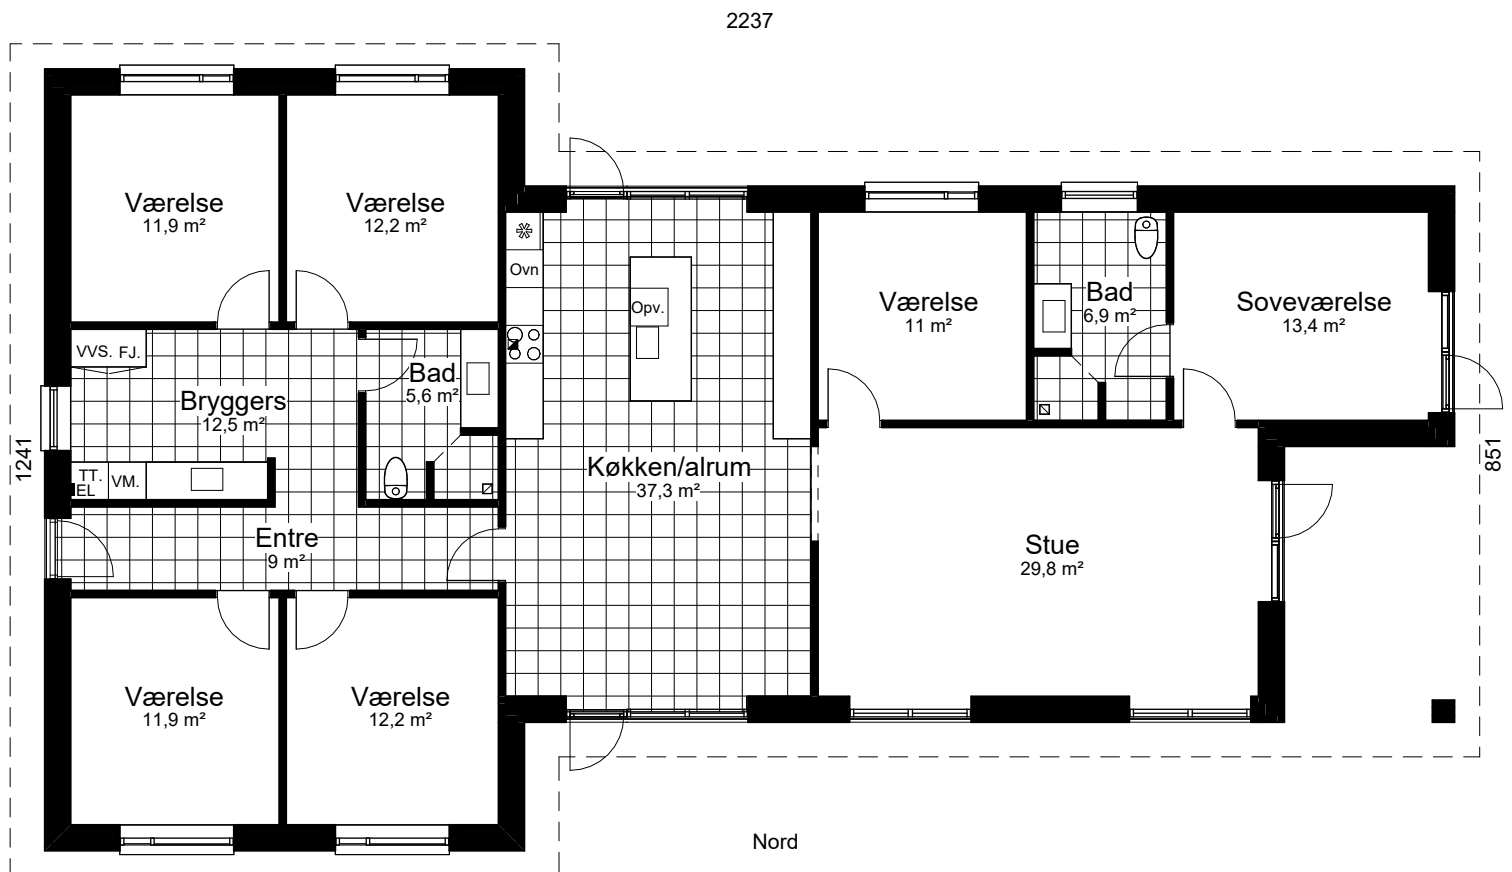 2237
Værelse
11,9 m²
Værelse
12,2 m²
Ovn
Opv.
Værelse
11 m²
Bad
6,9 m²
Soveværelse
13,4 m²
VVS. FJ.
Bad
5,6 m²
Bryggers
12,5 m²
1241
TT.
EL
VM.
Køkken/alrum
37,3 m²
851
Entre
9 m²
Stue
29,8 m²
Værelse
11,9 m²
Værelse
12,2 m²
Nord